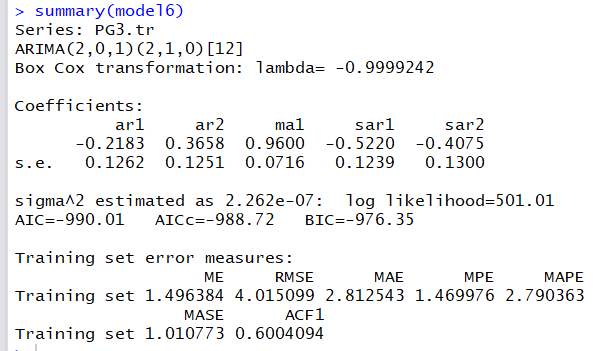 > summary(model6)
Series: PG3.tr
ARIMA(2,0,1)(2,1,0)[12]
Box Cox transformation: lambda= -0.9999242
Coefficients:
ar1 ar2 ma1 sar1 sar2
-0.2183 0.3658 0.9600 -0.5220 -0.4075
s.e. 0.1262 0.1251 0.0716 0.1239 0.1300
sigma^2 estimated as 2.262e-07: log likelihood=501.01
AIC=-990.01 AICc=-988.72 BIC=-976.35
Training set error measures:
ME RMSE MAE MPE MAPE
Training set 1.496384 4.015099 2.812543 1.469976 2.790363
MASE ACF1
Training set 1.010773 0.6004094